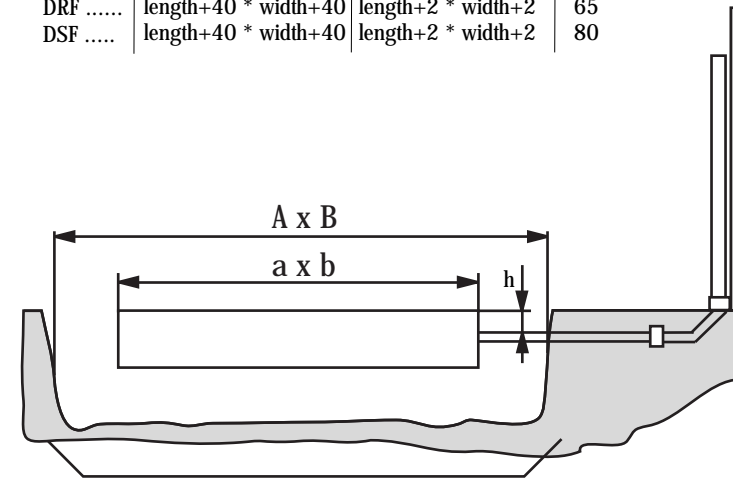 DRF ...... length+40 * width+40 length+2 * width+2 65
DSF ..... length+40 * width+40 length+2 * width+2 80
A x B
a x b
h